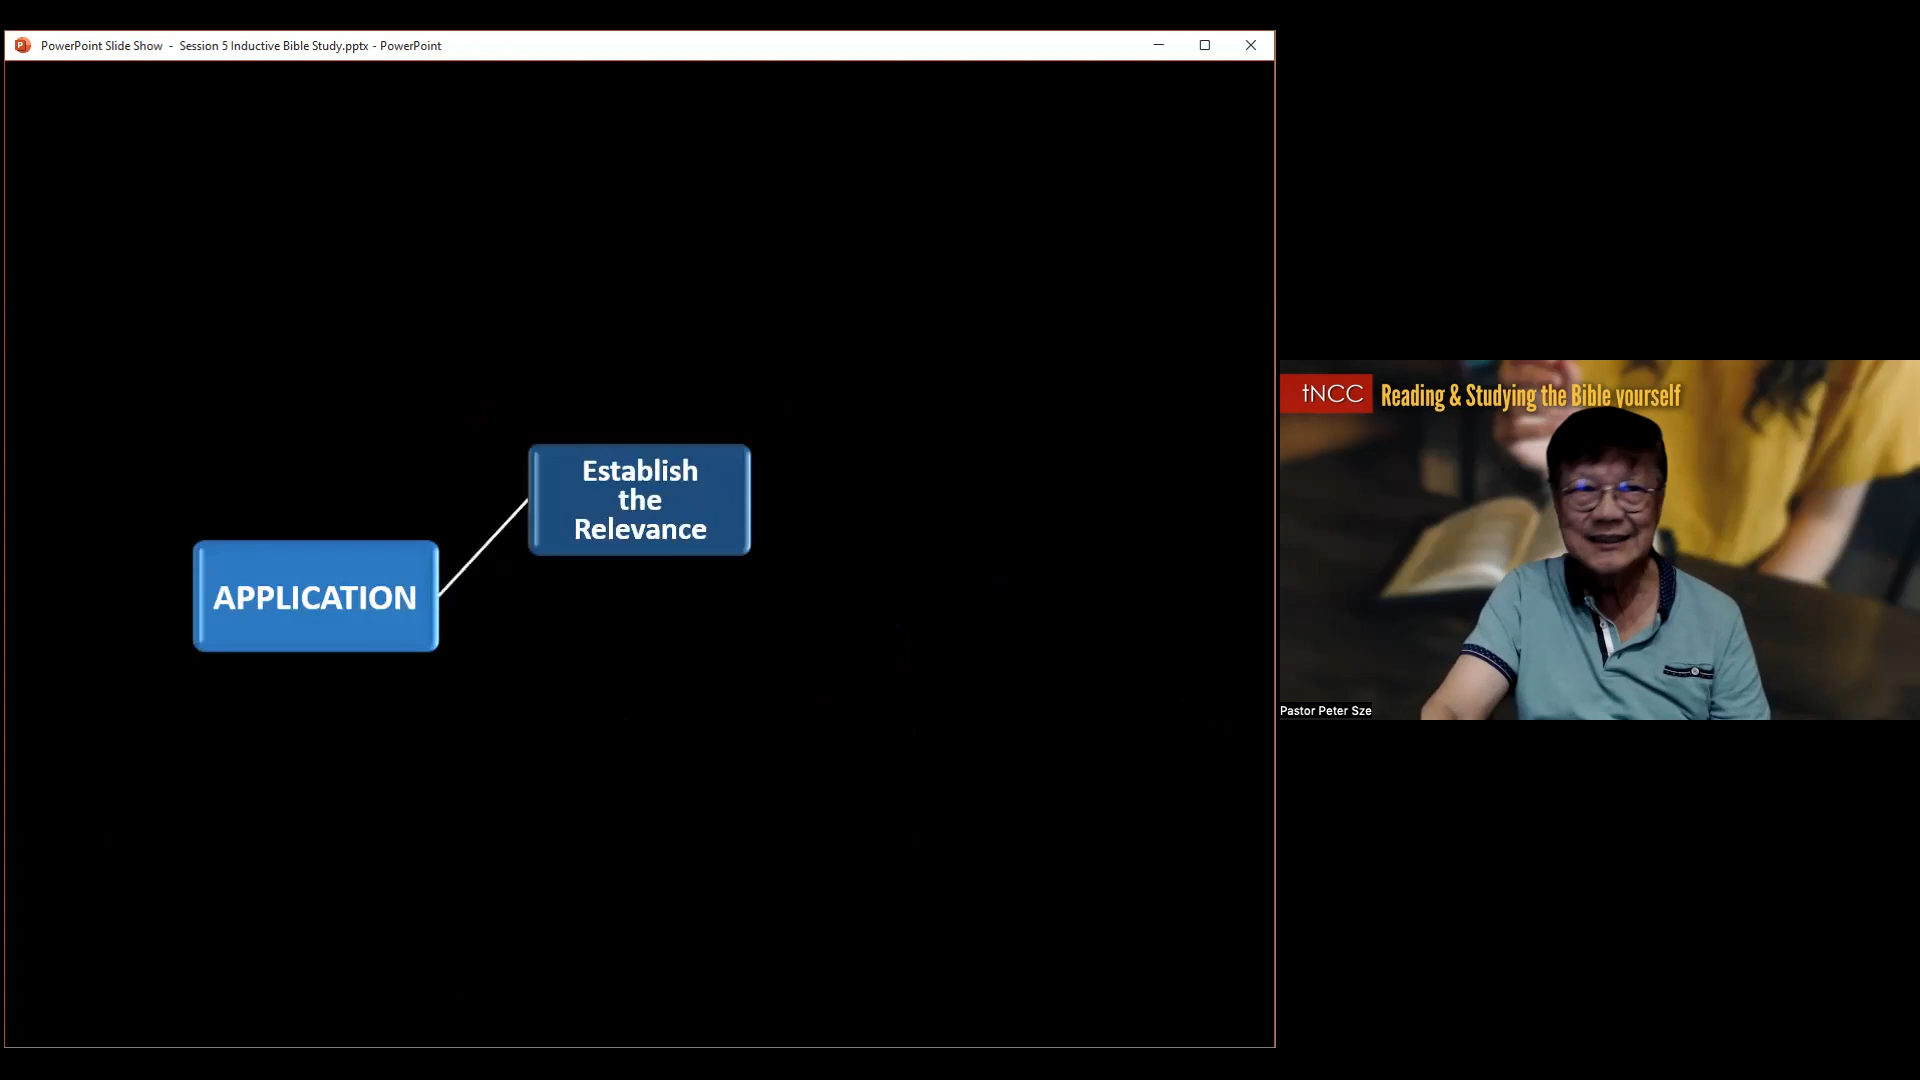 PowerPoint Slide Show - Session 5 Inductive Bible Study.pptx - PowerPoint
Establish
the
Relevance
APPLICATION
tNCC Reading & Studying the Bible yourself
Pastor Peter Sze